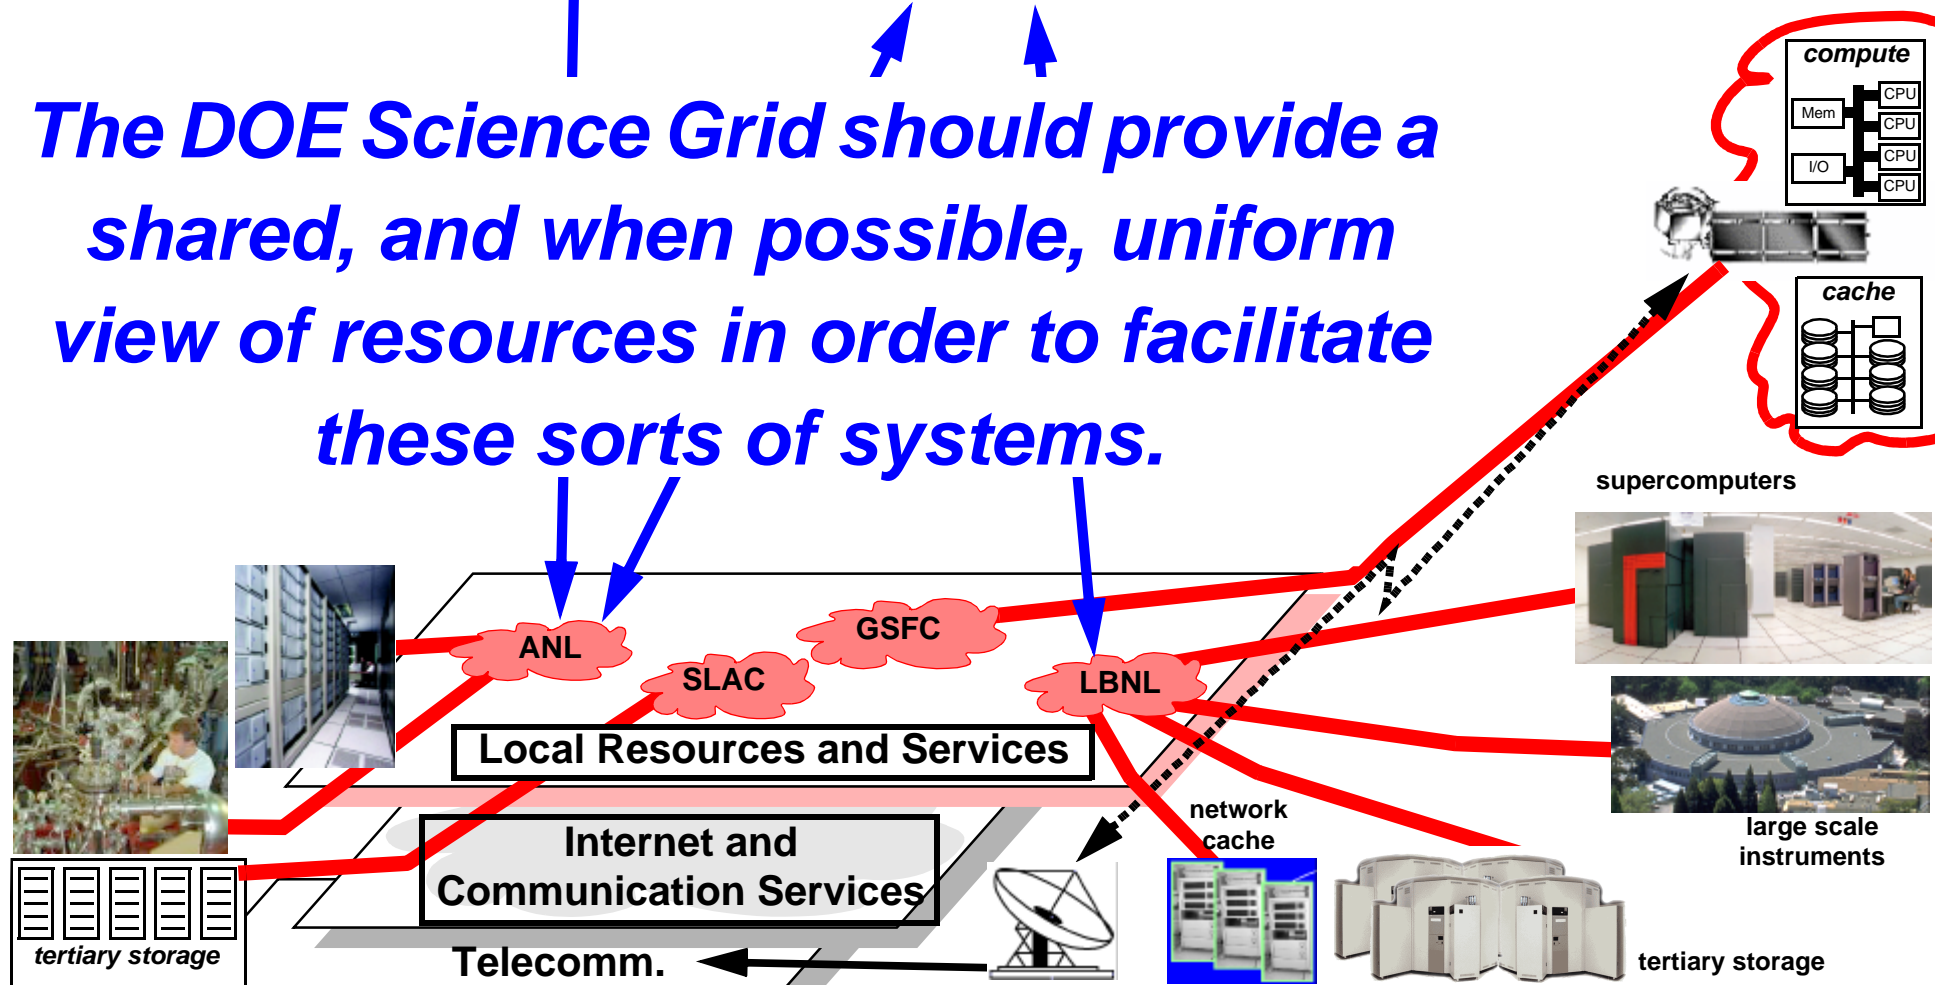 The DOE Science Grid should provide a
shared, and when possible, uniform
view of resources in order to facilitate
these sorts of systems.
compute
Mem
I/O
CPU
CPU
CPU
CPU
cache
supercomputers
ANL
SLAC
GSFC
LBNL
Local Resources and Services
Internet and
Communication Services
Telecomm.
tertiary storage
network
cache
large scale
instruments
tertiary storage